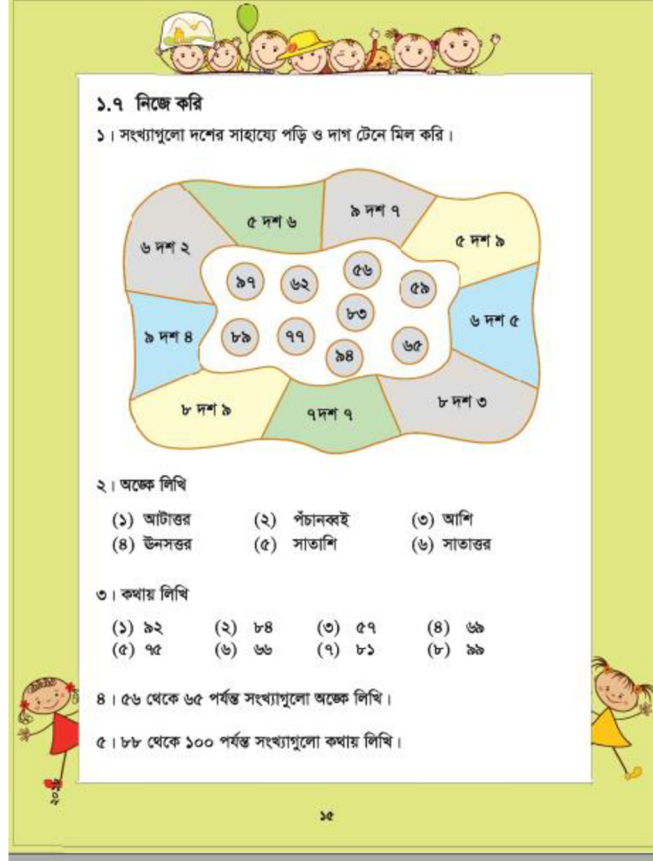 ১.৭ নিজে করি
১। সংখ্যাগুলো দশের সাহায্যে পড়ি ও দাগ টেনে মিল করি।
৫ দশ ৬
৯ দশ ৭
৬ দশ ২
৫ দশ ৯
৯৭
৬২
৫৬
৫৯
৮৩
৯ দশ ৪
৮৯
৭৭
৯৪
৬৫
৬ দশ ৫
৮ দশ ৯
৭দশ ৭
৮ দশ ৩
২। অঙ্কে লিখি
(১) আটাত্তর (২) পঁচানব্বই (৩) আশি
(৪) ঊনসত্তর (৫) সাতাশি (৬) সাতাত্তর
৩। কথায় লিখি
(১) ৯২ (২) ৮৪ (৩) ৫৭ (৪) ৬৯
(৫) ৭৫ (৬) ৬৬ (৭) ৮১ (৮) ৯৯
৪। ৫৬ থেকে ৬৫ পর্যন্ত সংখ্যাগুলো অঙ্কে লিখি।
৫। ৮৮ থেকে ১০০ পর্যন্ত সংখ্যাগুলো কথায় লিখি।
১৫